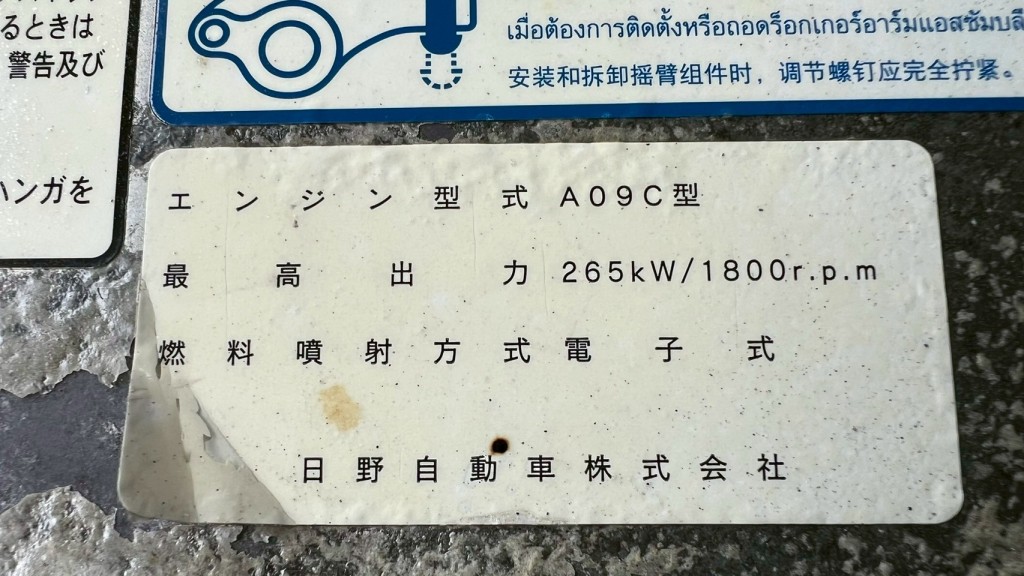 るときは
警告及び
ハンガを
เมื่อต้องการติดตั้งหรือถอดร็อกเกอร์อาร์มแอสซัมบลี
安装和拆卸摇臂组件时，调节螺钉应完全拧紧。
エンジン型式 A09C型
最高出力 265kW/1800r.p.m
燃料噴射方式 電子式
日野自動車株式会社